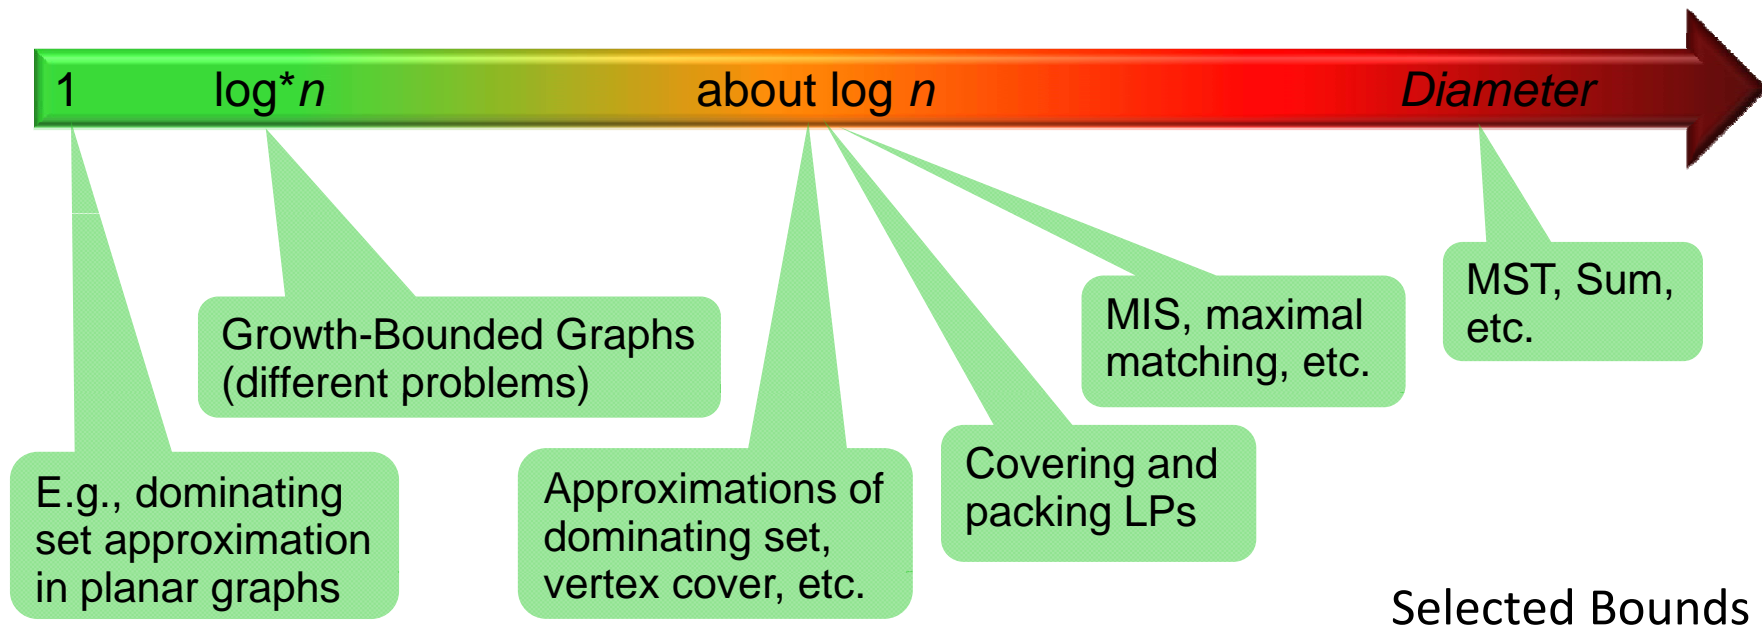 1 log*n about log n Diameter
MST, Sum,
etc.
MIS, maximal
matching, etc.
Growth-Bounded Graphs
(different problems)
Covering and
packing LPs
Approximations of
dominating set,
vertex cover, etc.
E.g., dominating
set approximation
in planar graphs
Selected Bounds